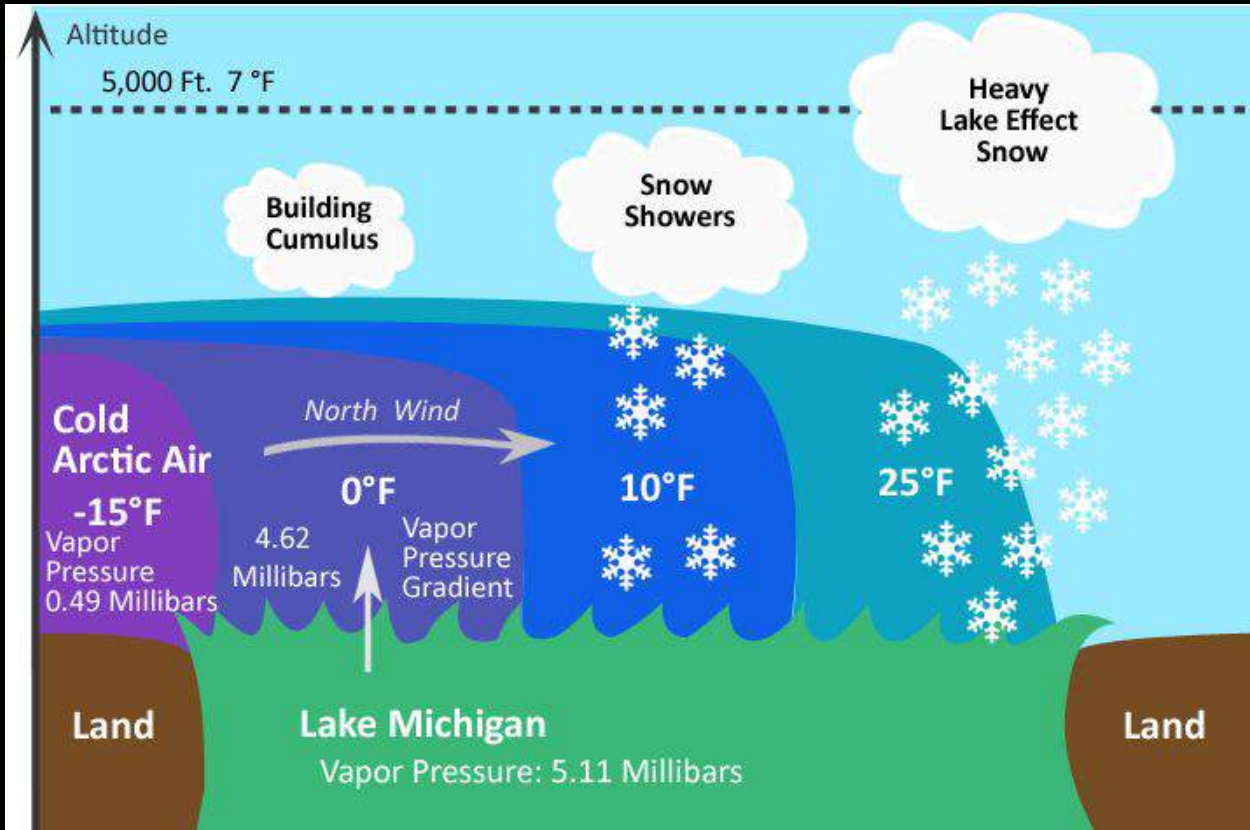 Altitude
5,000 Ft. 7 °F
Heavy
Lake Effect
Snow
Snow
Showers
Building
Cumulus
North Wind
Cold
Arctic Air
-15°F
Vapor
Pressure
0.49 Millibars
0°F
4.62
Millibars
Vapor
Pressure
Gradient
10°F
25°F
Land
Lake Michigan
Vapor Pressure: 5.11 Millibars
Land